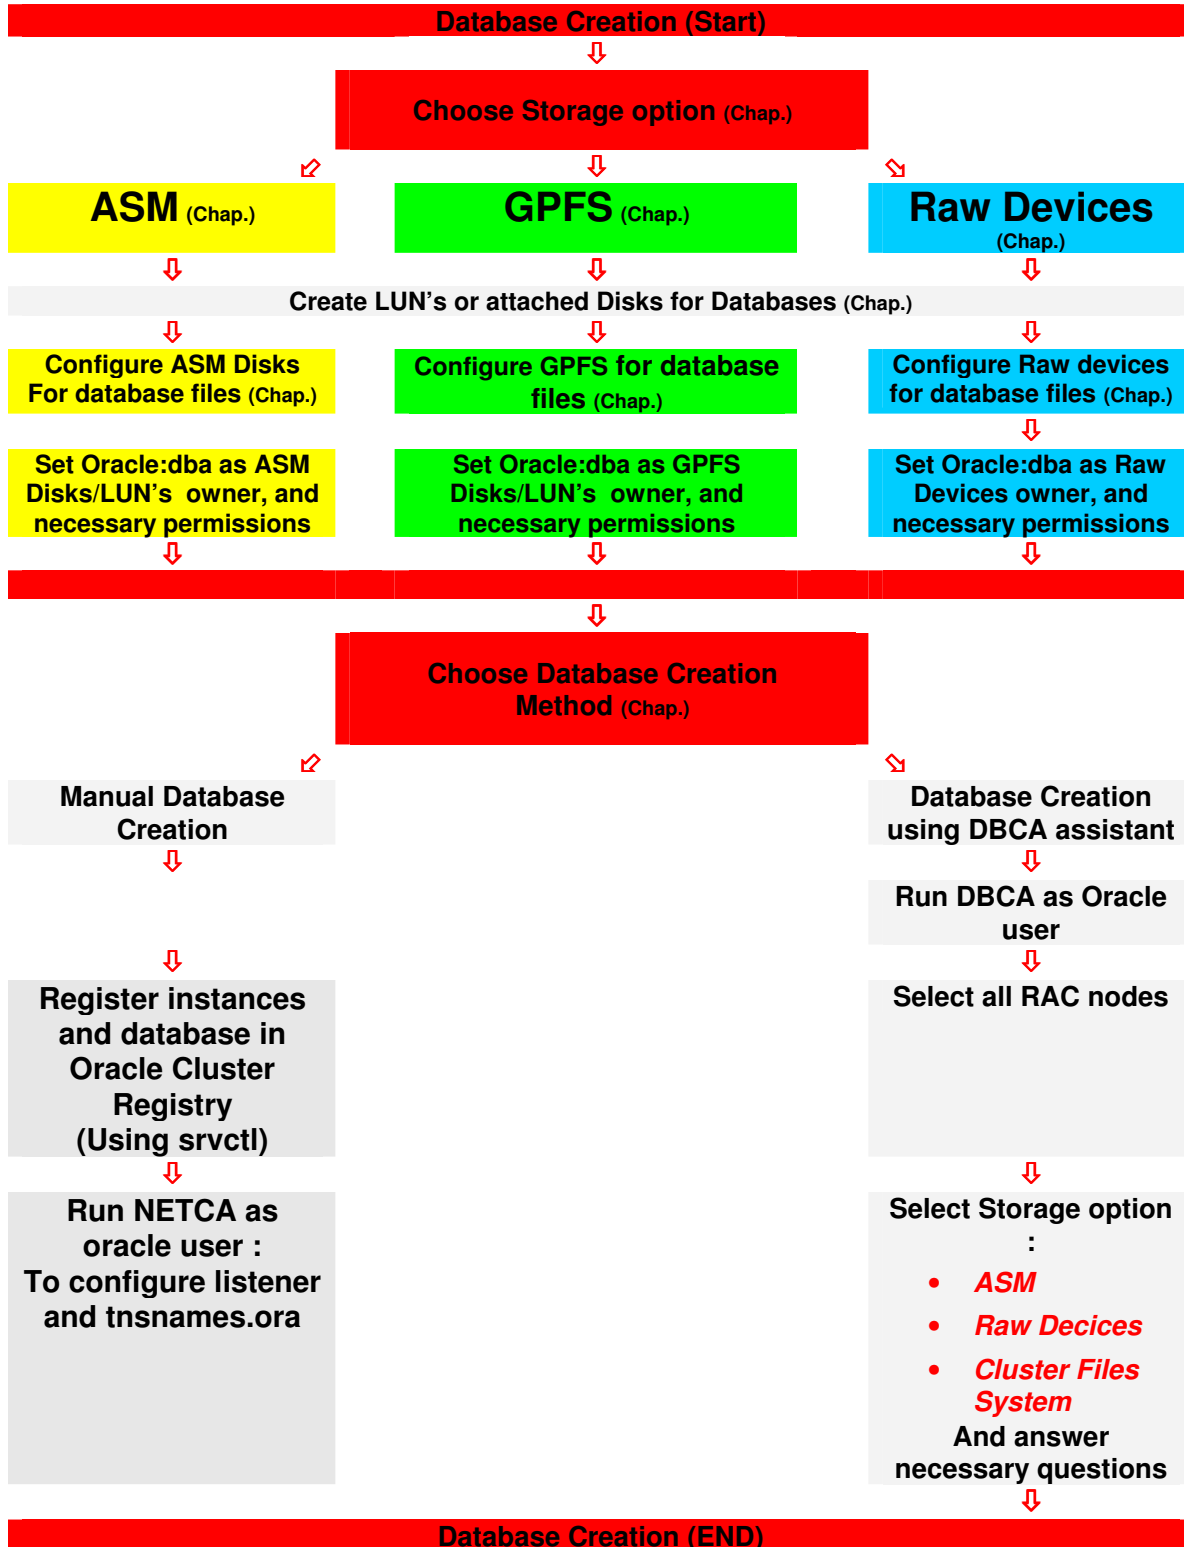 Database Creation (Start)
Choose Storage option (Chap.)
ASM (Chap.)
GPFS (Chap.)
Raw Devices
(Chap.)
Create LUN's or attached Disks for Databases (Chap.)
Configure ASM Disks
For database files (Chap.)
Configure GPFS for database
files (Chap.)
Configure Raw devices
for database files (Chap.)
Set Oracle:dba as ASM
Disks/LUN's owner, and
necessary permissions
Set Oracle:dba as GPFS
Disks/LUN's owner, and
necessary permissions
Set Oracle:dba as Raw
Devices owner, and
necessary permissions
Choose Database Creation
Method (Chap.)
Manual Database
Creation
Database Creation
using DBCA assistant
Run DBCA as Oracle
user
Register instances
and database in
Oracle Cluster
Registry
(Using srvctl)
Select all RAC nodes
Run NETCA as
oracle user :
To configure listener
and tnsnames.ora
Select Storage option
:
• ASM
• Raw Decices
• Cluster Files
System
And answer
necessary questions
Database Creation (END)